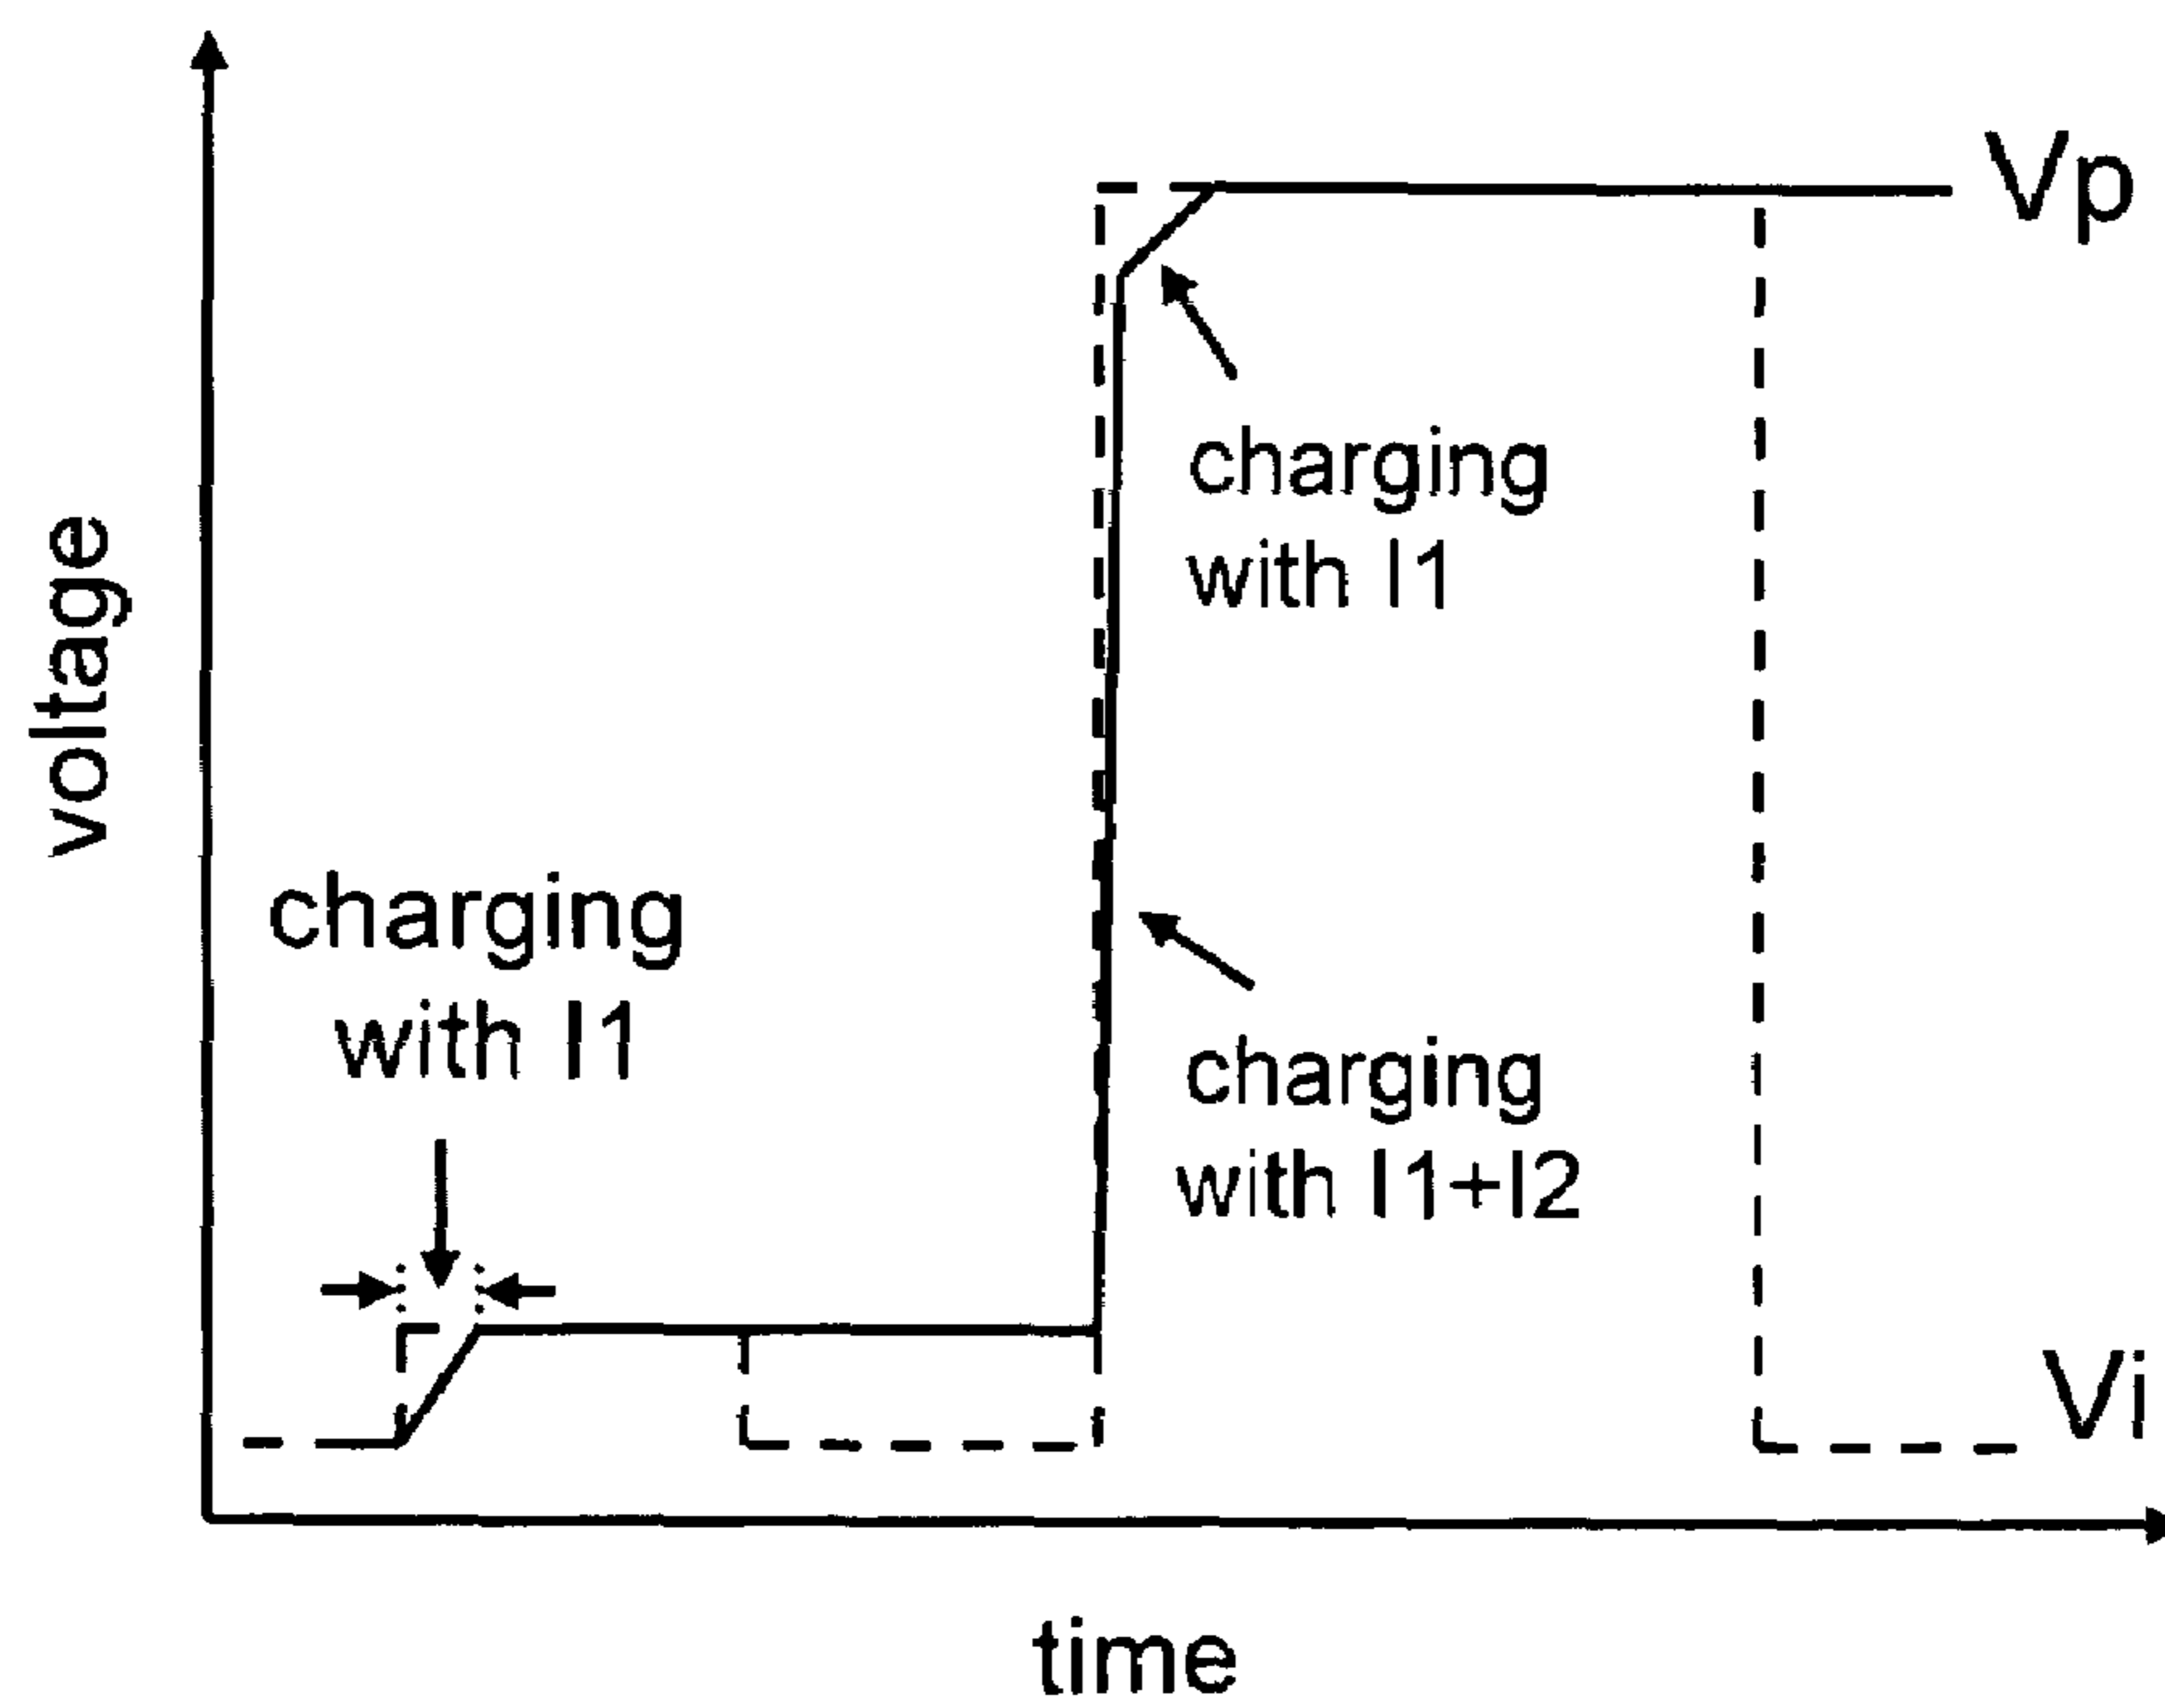 Vp
charging
with I1
voltage
charging
with I1
charging
with I1+I2
Vi
time